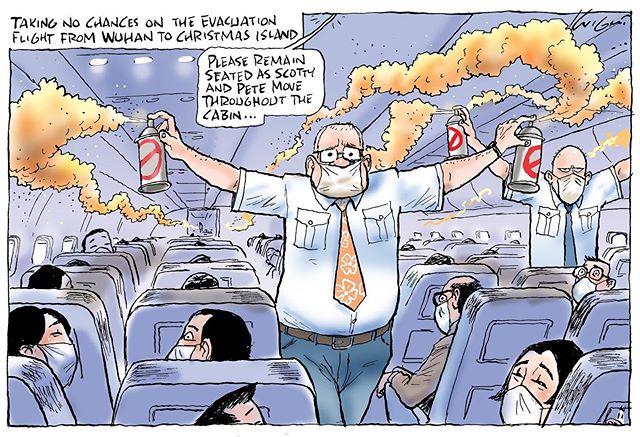 TAKING NO CHANCES ON THE EVACUATION
FLIGHT FROM WUHAN TO CHRISTMAS ISLAND
PLEASE REMAIN
SEATED AS SCOTTY
AND PETE MOVE
THROUGHOUT THE
CABIN...